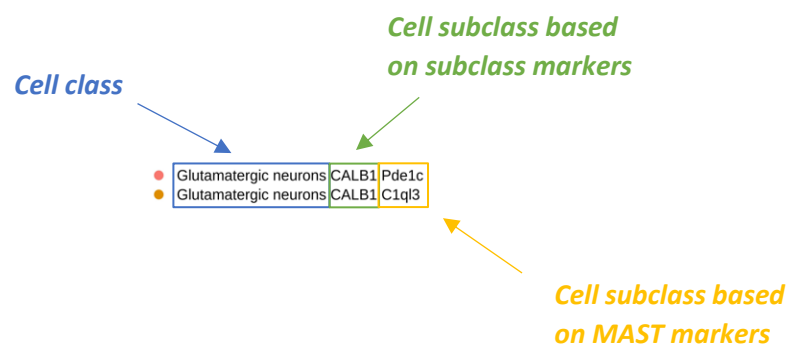 Cell subclass based
on subclass markers
Cell class
Glutamatergic neurons CALB1 Pde1c
Glutamatergic neurons CALB1 C1ql3
Cell subclass based
on MAST markers